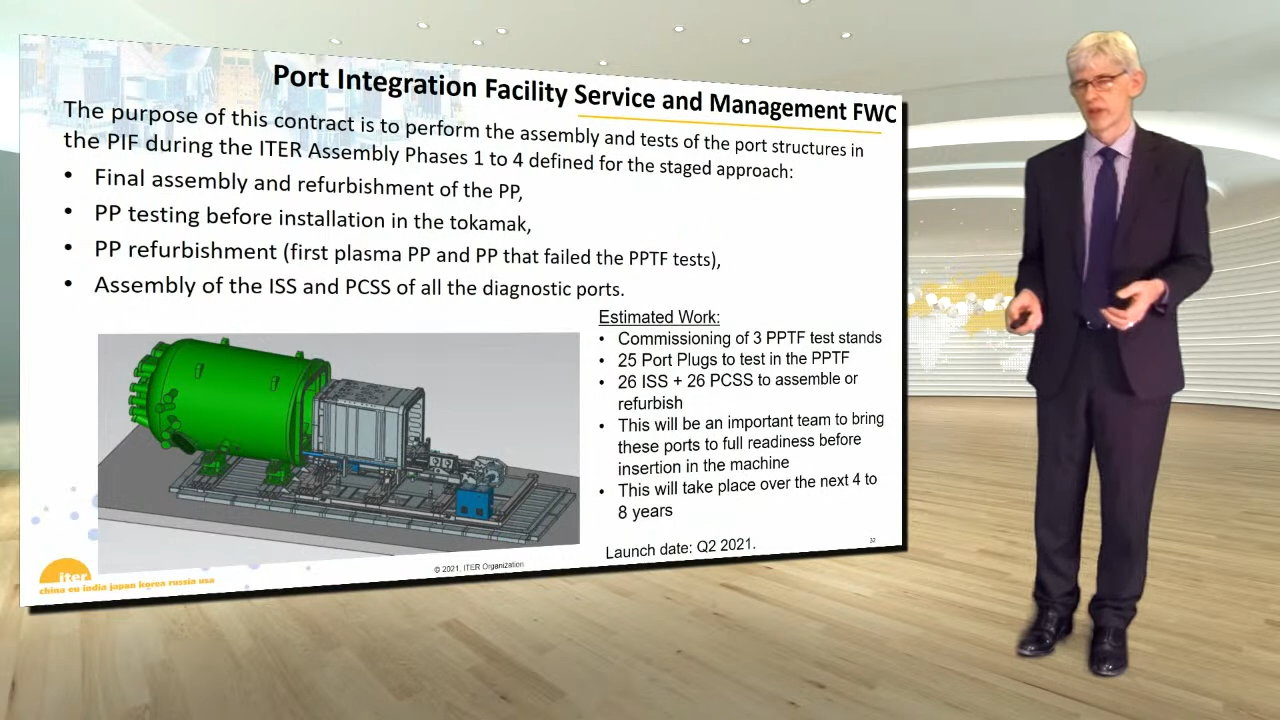 Port Integration Facility Service and Management FWC
The purpose of this contract is to perform the assembly and tests of the port structures in
the PIF during the ITER Assembly Phases 1 to 4 defined for the staged approach:
• Final assembly and refurbishment of the PP,
• PP testing before installation in the tokamak,
• PP refurbishment (first plasma PP and PP that failed the PPTF tests),
• Assembly of the ISS and PCSS of all the diagnostic ports.
Estimated Work:
• Commissioning of 3 PPTF test stands
• 25 Port Plugs to test in the PPTF
• 26 ISS + 26 PCSS to assemble or
refurbish
• This will be an important team to bring
these ports to full readiness before
insertion in the machine
• This will take place over the next 4 to
8 years
Launch date: Q2 2021.
32
© 2021, ITER Organization
iter
china eu india japan korea russia usa